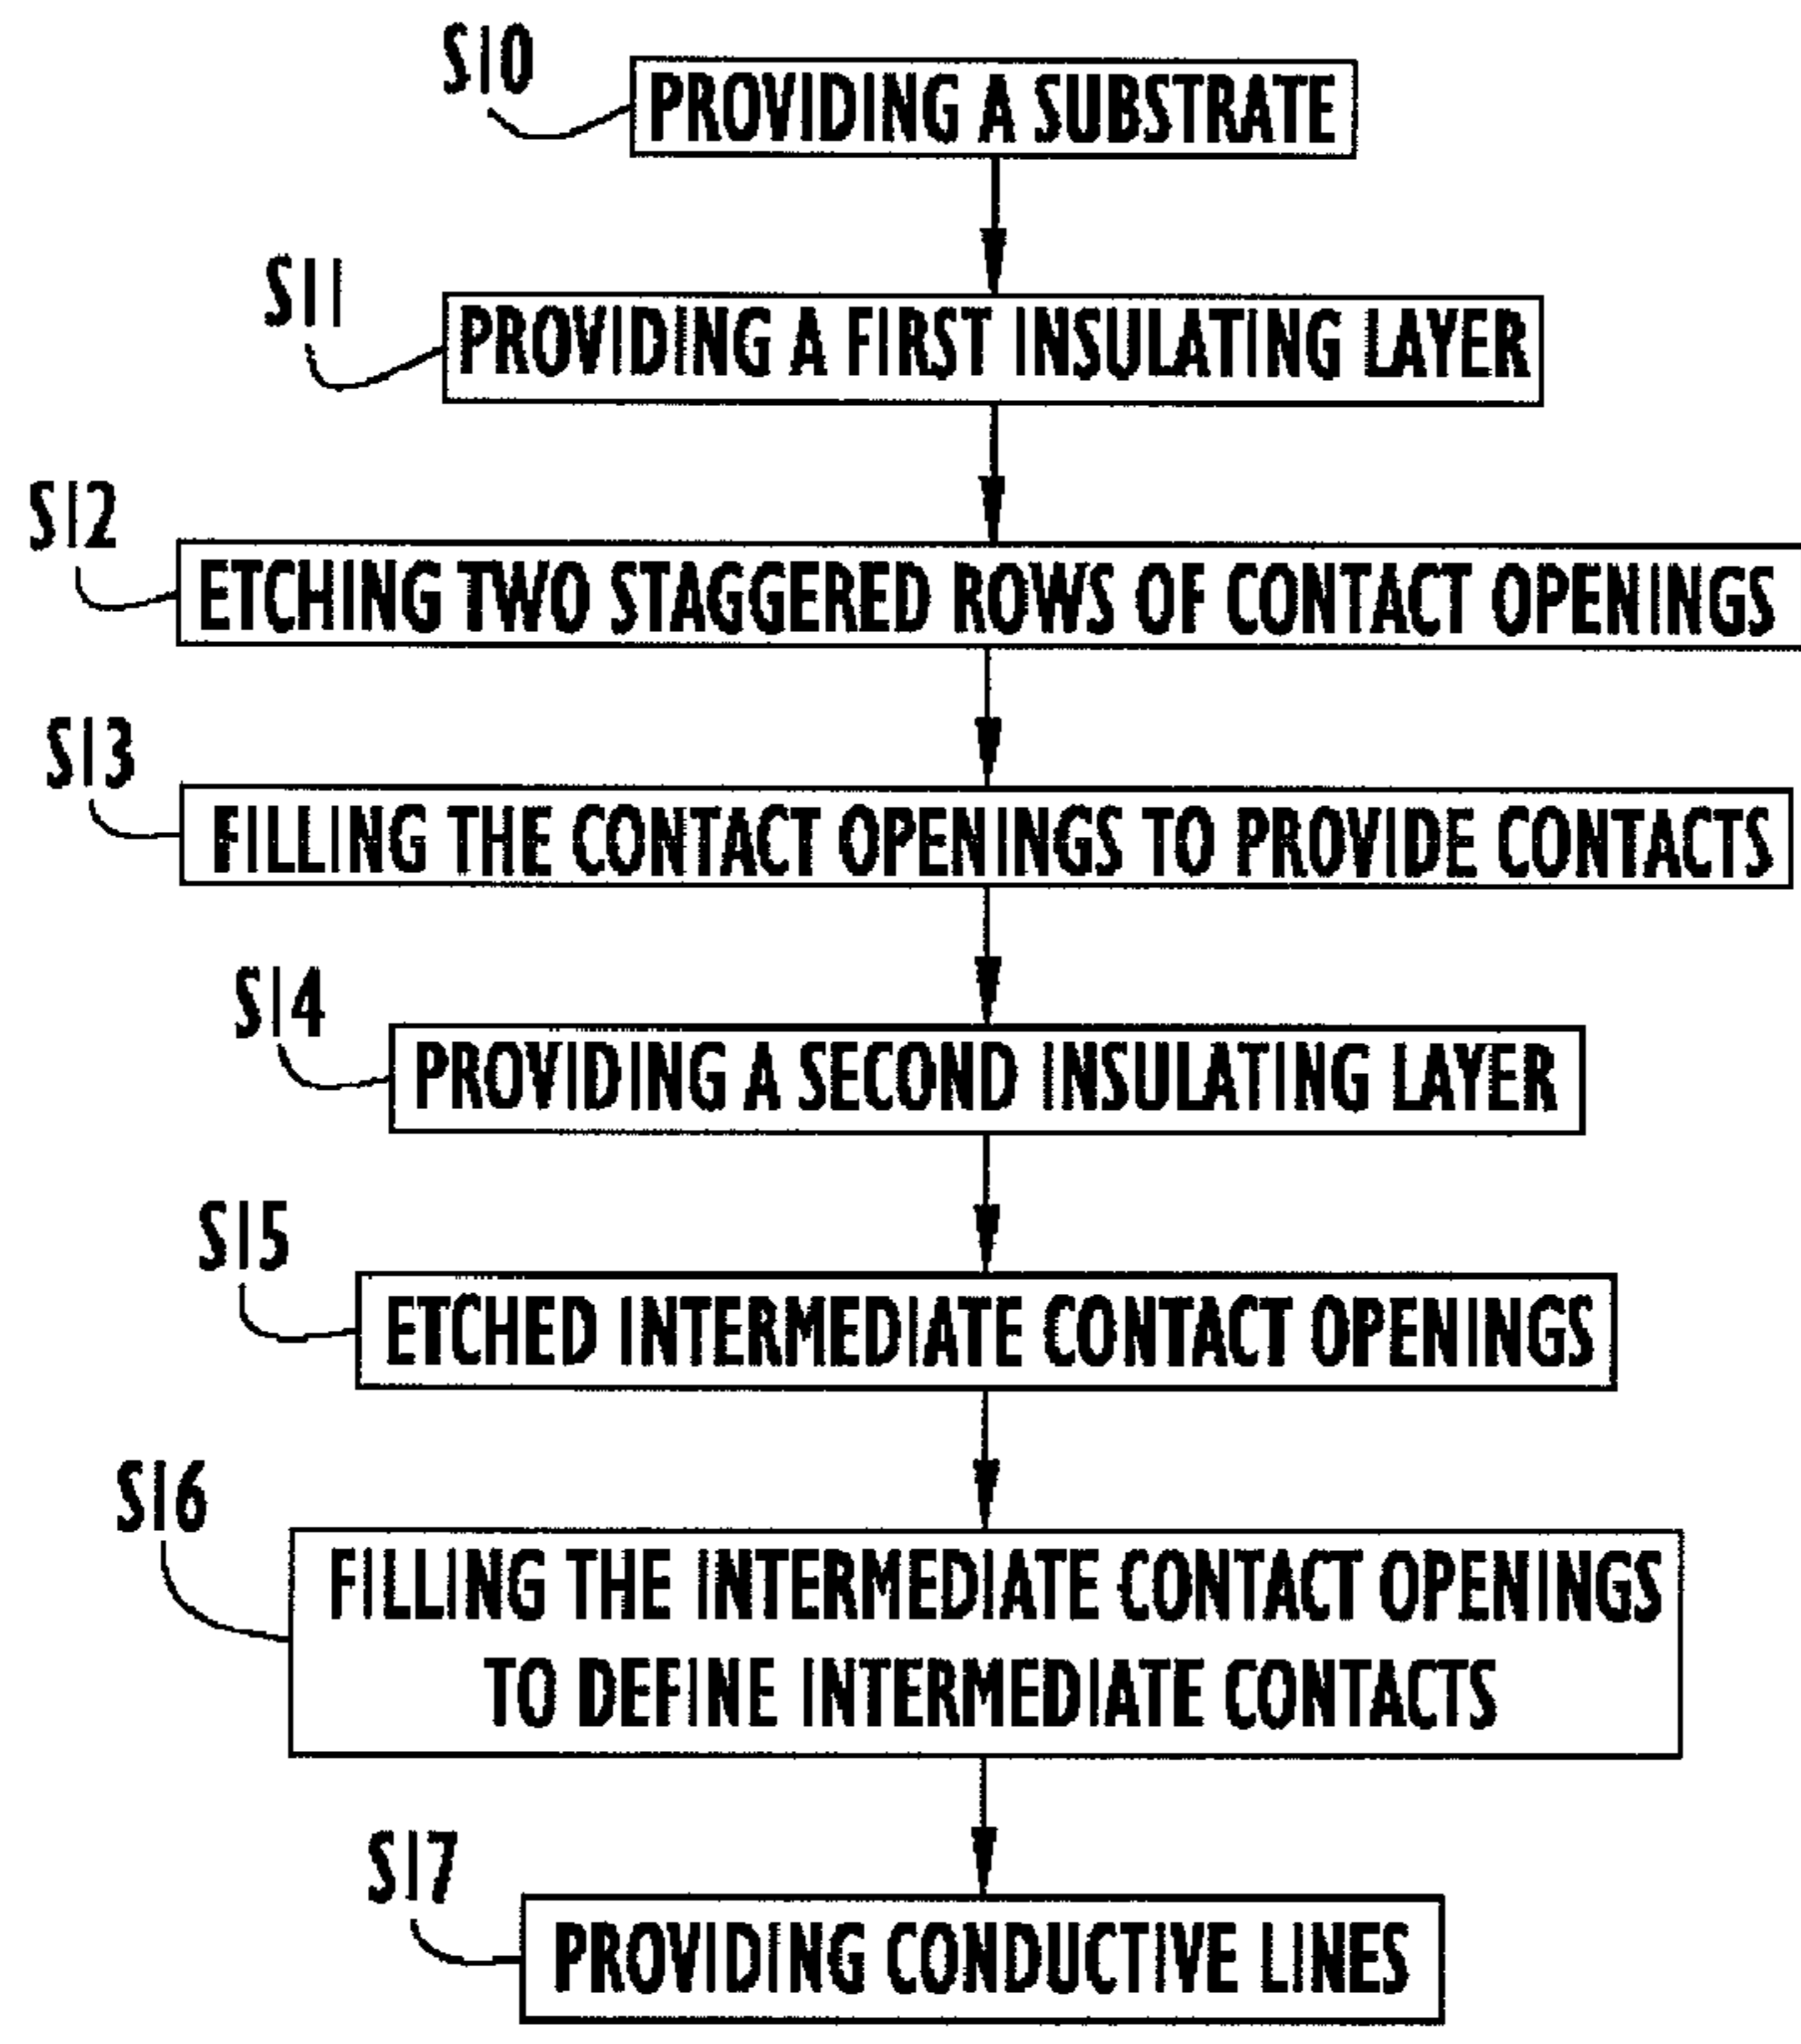 S10
PROVIDING A SUBSTRATE
S11
PROVIDING A FIRST INSULATING LAYER
S12
ETCHING TWO STAGGERED ROWS OF CONTACT OPENINGS
S13
FILLING THE CONTACT OPENINGS TO PROVIDE CONTACTS
S14
PROVIDING A SECOND INSULATING LAYER
S15
ETCHED INTERMEDIATE CONTACT OPENINGS
S16
FILLING THE INTERMEDIATE CONTACT OPENINGS
TO DEFINE INTERMEDIATE CONTACTS
S17
PROVIDING CONDUCTIVE LINES